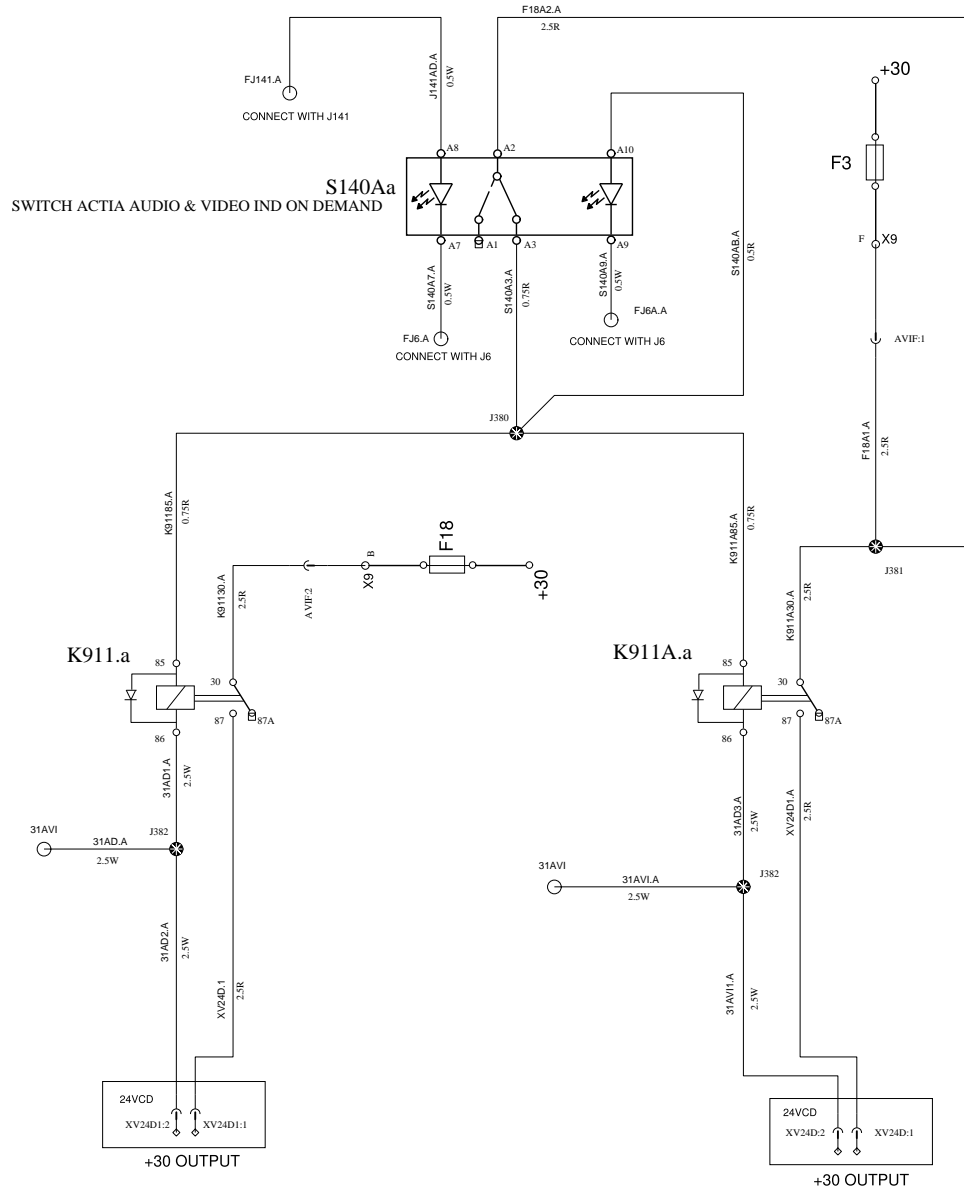 F18A2.A
2.5R
+30
FJ141.A
CONNECT WITH J141
J141AD.A
0.5W
A8
A2
A10
F3
S140Aa
SWITCH ACTIA AUDIO & VIDEO IND ON DEMAND
A7
A1
A3
A9
F
X9
S140A7.A
0.5W
S140A3.A
0.75R
S140A9.A
0.5W
S140AB.A
0.5R
FJ6.A
CONNECT WITH J6
FJ6A.A
CONNECT WITH J6
AVIF:1
J380
F18A1.A
2.5R
K91185.A
0.75R
K911A85.A
0.75R
K91130.A
2.5R
AVIF:2
X9
B
F18
+30
J381
K911A30.A
2.5R
K911.a
85
30
87
87A
86
K911A.a
85
30
87
87A
86
31AD1.A
2.5W
31AD3.A
2.5W
XV24D1.A
2.5R
31AVI
31AD.A
2.5W
J382
31AVI
31AVI.A
2.5W
J382
31AD2.A
2.5W
XV24D.1
2.5R
31AVI1.A
2.5W
24VCD
XV24D1:2
XV24D1:1
+30 OUTPUT
24VCD
XV24D:2
XV24D:1
+30 OUTPUT